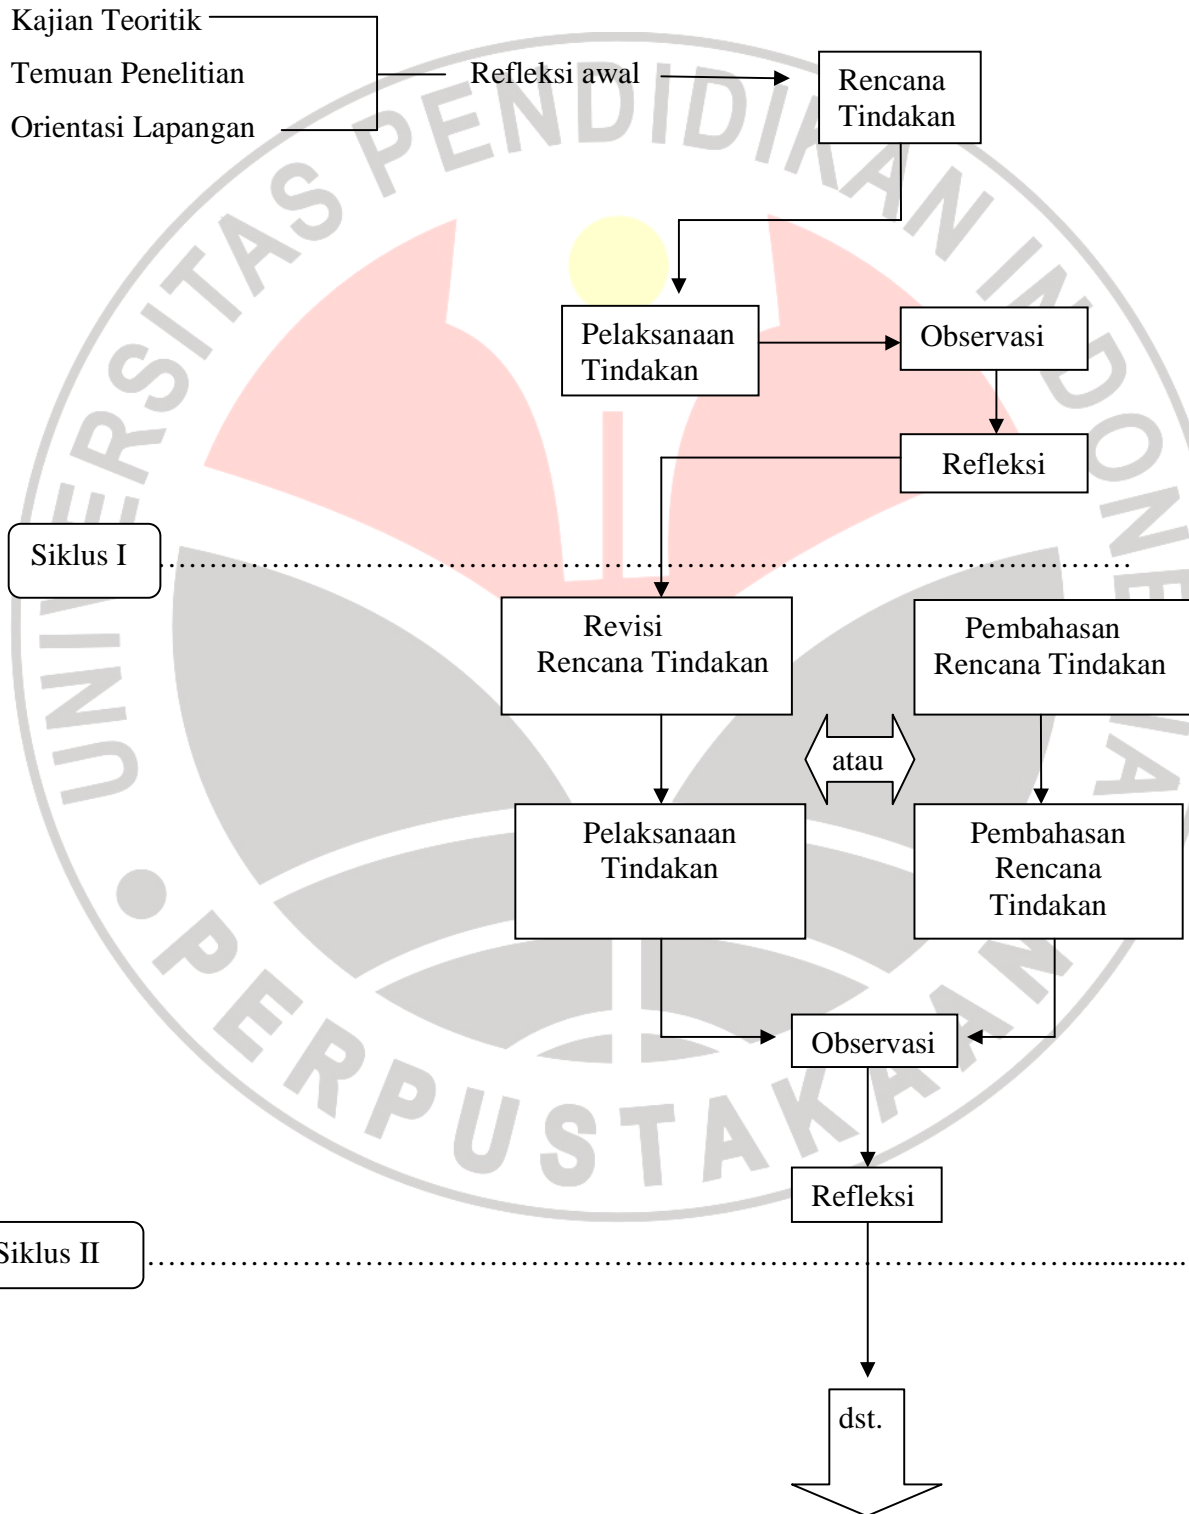 Kajian Teoritik
Temuan Penelitian
Orientasi Lapangan
Refleksi awal
Rencana
Tindakan
Pelaksanaan
Tindakan
Observasi
Refleksi
Siklus I
Revisi
Rencana Tindakan
Pembahasan
Rencana Tindakan
atau
Pelaksanaan
Tindakan
Pembahasan
Rencana
Tindakan
Observasi
Refleksi
Siklus II
dst.
UNIVERSITAS PENDIDIKAN INDONESIA
PERPUSTAKAAN